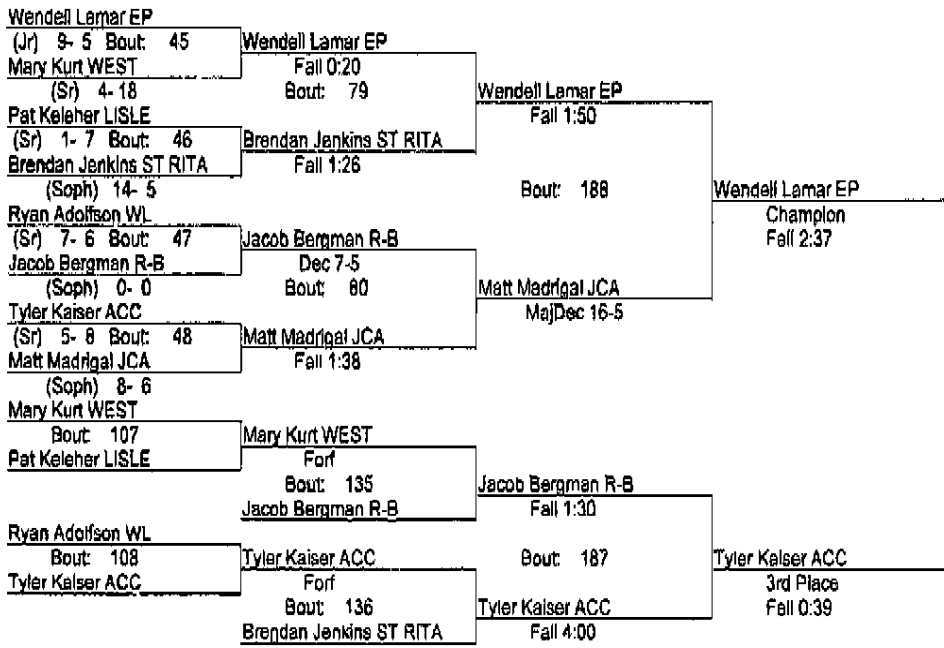 Wendell Lamar EP
(Jr) 9- 5 Bout: 45
Mary Kurt WEST
(Sr) 4- 18
Pat Keleher LISLE
(Sr) 1- 7 Bout: 46
Brendan Jenkins ST RITA
(Soph) 14- 5
Ryan Adolfson WL
(Sr) 7- 6 Bout: 47
Jacob Bergman R-B
(Soph) 0- 0
Tyler Kaiser ACC
(Sr) 5- 8 Bout: 48
Matt Madrigal JCA
(Soph) 8- 6
Mary Kurt WEST
Bout: 107
Pat Keleher LISLE
Ryan Adolfson WL
Bout: 108
Tyler Kaiser ACC
Wendell Lamar EP
Fall 0:20
Bout: 79
Brendan Jenkins ST RITA
Fall 1:26
Jacob Bergman R-B
Dec 7-5
Bout: 80
Matt Madrigal JCA
Fall 1:38
Mary Kurt WEST
Forf
Bout: 135
Jacob Bergman R-B
Tyler Kaiser ACC
Forf
Bout: 136
Brendan Jenkins ST RITA
Wendell Lamar EP
Fall 1:50
Bout: 188
Matt Madrigal JCA
MajDec 16-5
Jacob Bergman R-B
Fall 1:30
Bout: 187
Tyler Kaiser ACC
Fall 4:00
Wendell Lamar EP
Champion
Fall 2:37
Tyler Kaiser ACC
3rd Place
Fall 0:39